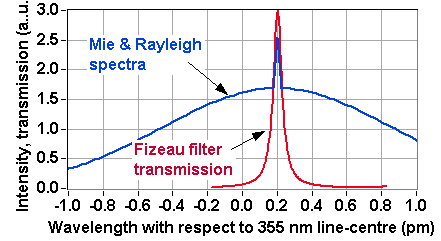 3.0
2.5
2.0
1.5
1.0
0.5
0.0
Intensity, transmission (a.u.)
Mie & Rayleigh
spectra
Fizeau filter
transmission
-1.0 -0.8 -0.6 -0.4 -0.2 0.0 0.2 0.4 0.6 0.8 1.0
Wavelength with respect to 355 nm line-centre (pm)